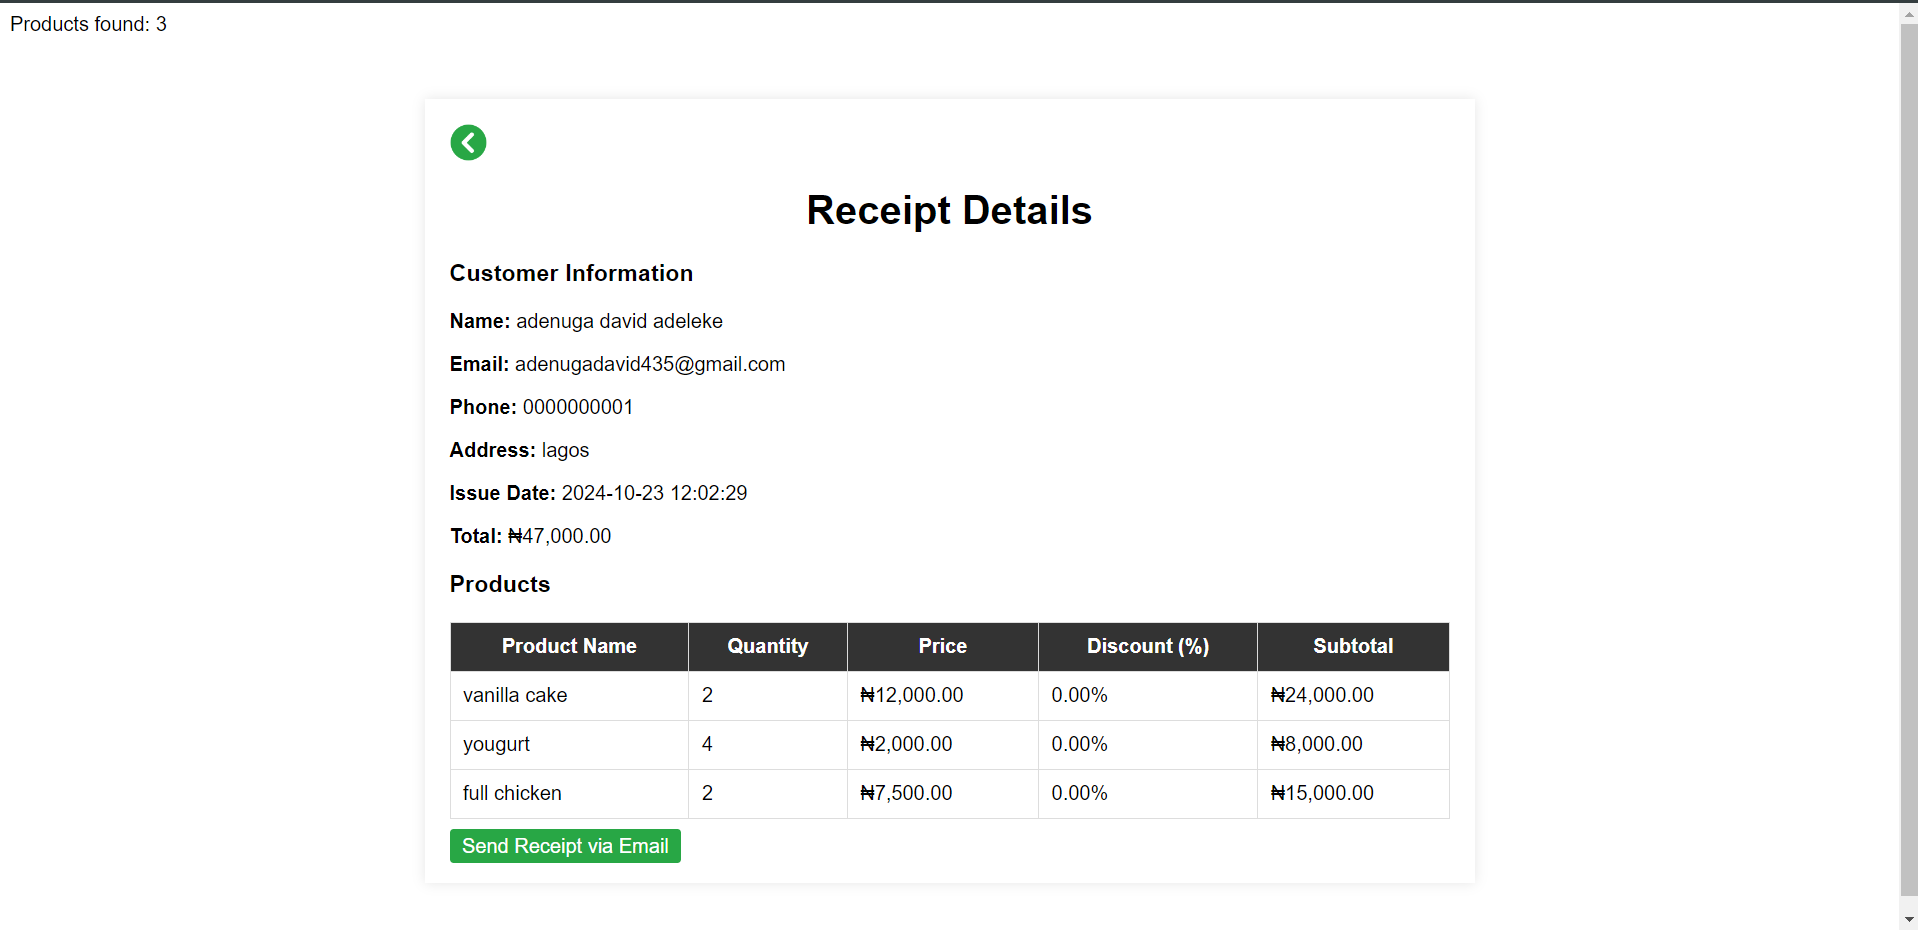 Products found: 3
Receipt Details
Customer Information
Name: adenuga david adeleke
Email: adenugadavid435@gmail.com
Phone: 0000000001
Address: lagos
Issue Date: 2024-10-23 12:02:29
Total: ₦47,000.00
Products
Product Name Quantity Price Discount (%) Subtotal
vanilla cake 2 ₦12,000.00 0.00% ₦24,000.00
yougurt 4 ₦2,000.00 0.00% ₦8,000.00
full chicken 2 ₦7,500.00 0.00% ₦15,000.00
Send Receipt via Email